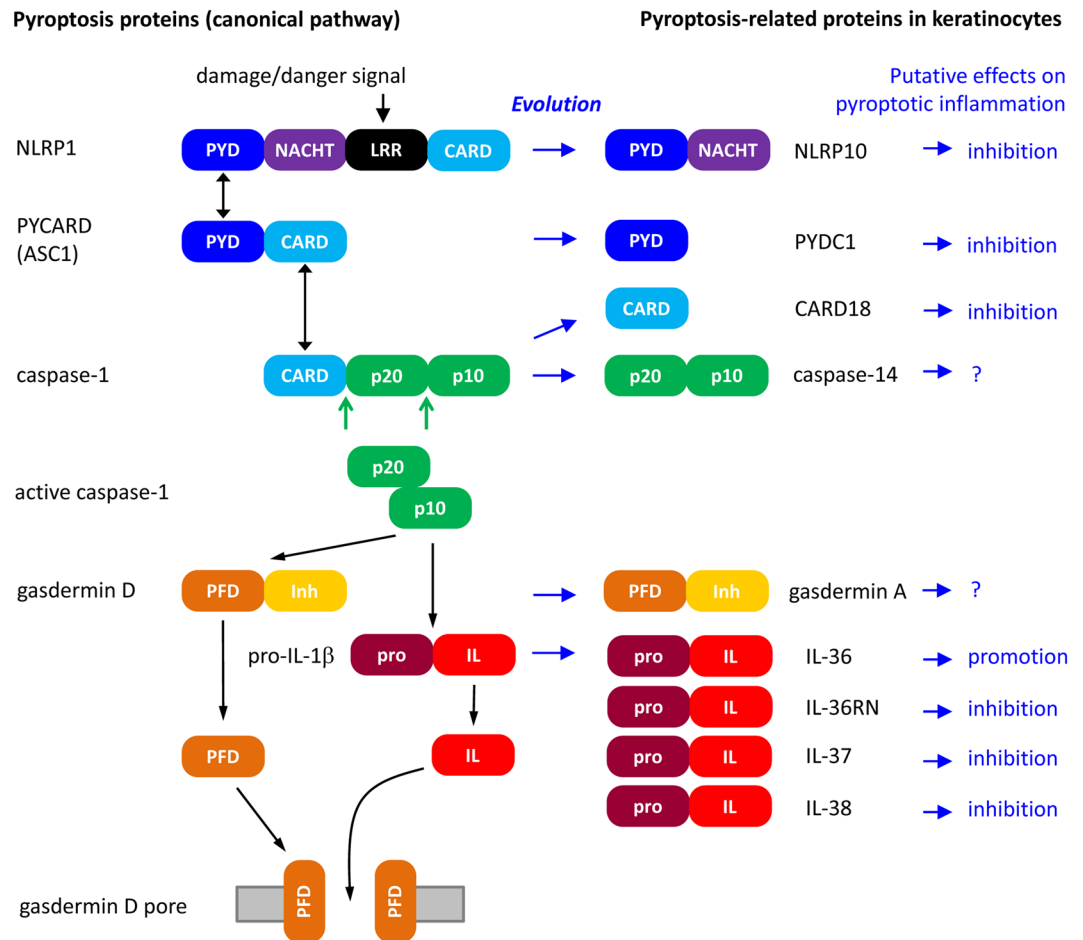 Pyroptosis proteins (canonical pathway)
Pyroptosis-related proteins in keratinocytes
damage/danger signal
Evolution
Putative effects on
pyroptotic inflammation
NLRP1
PYD NACHT LRR CARD
PYD NACHT
NLRP10
inhibition
PYCARD
(ASC1)
PYD CARD
PYD
PYDC1
inhibition
CARD
CARD18
inhibition
caspase-1
CARD p20 p10
p20 p10
caspase-14
?
active caspase-1
p20
p10
gasdermin D
PFD Inh
PFD Inh
gasdermin A
?
pro-IL-1β
pro IL
pro IL
IL-36
promotion
pro IL
IL-36RN
inhibition
PFD
IL
pro IL
IL-37
inhibition
pro IL
IL-38
inhibition
gasdermin D pore
PFD
PFD